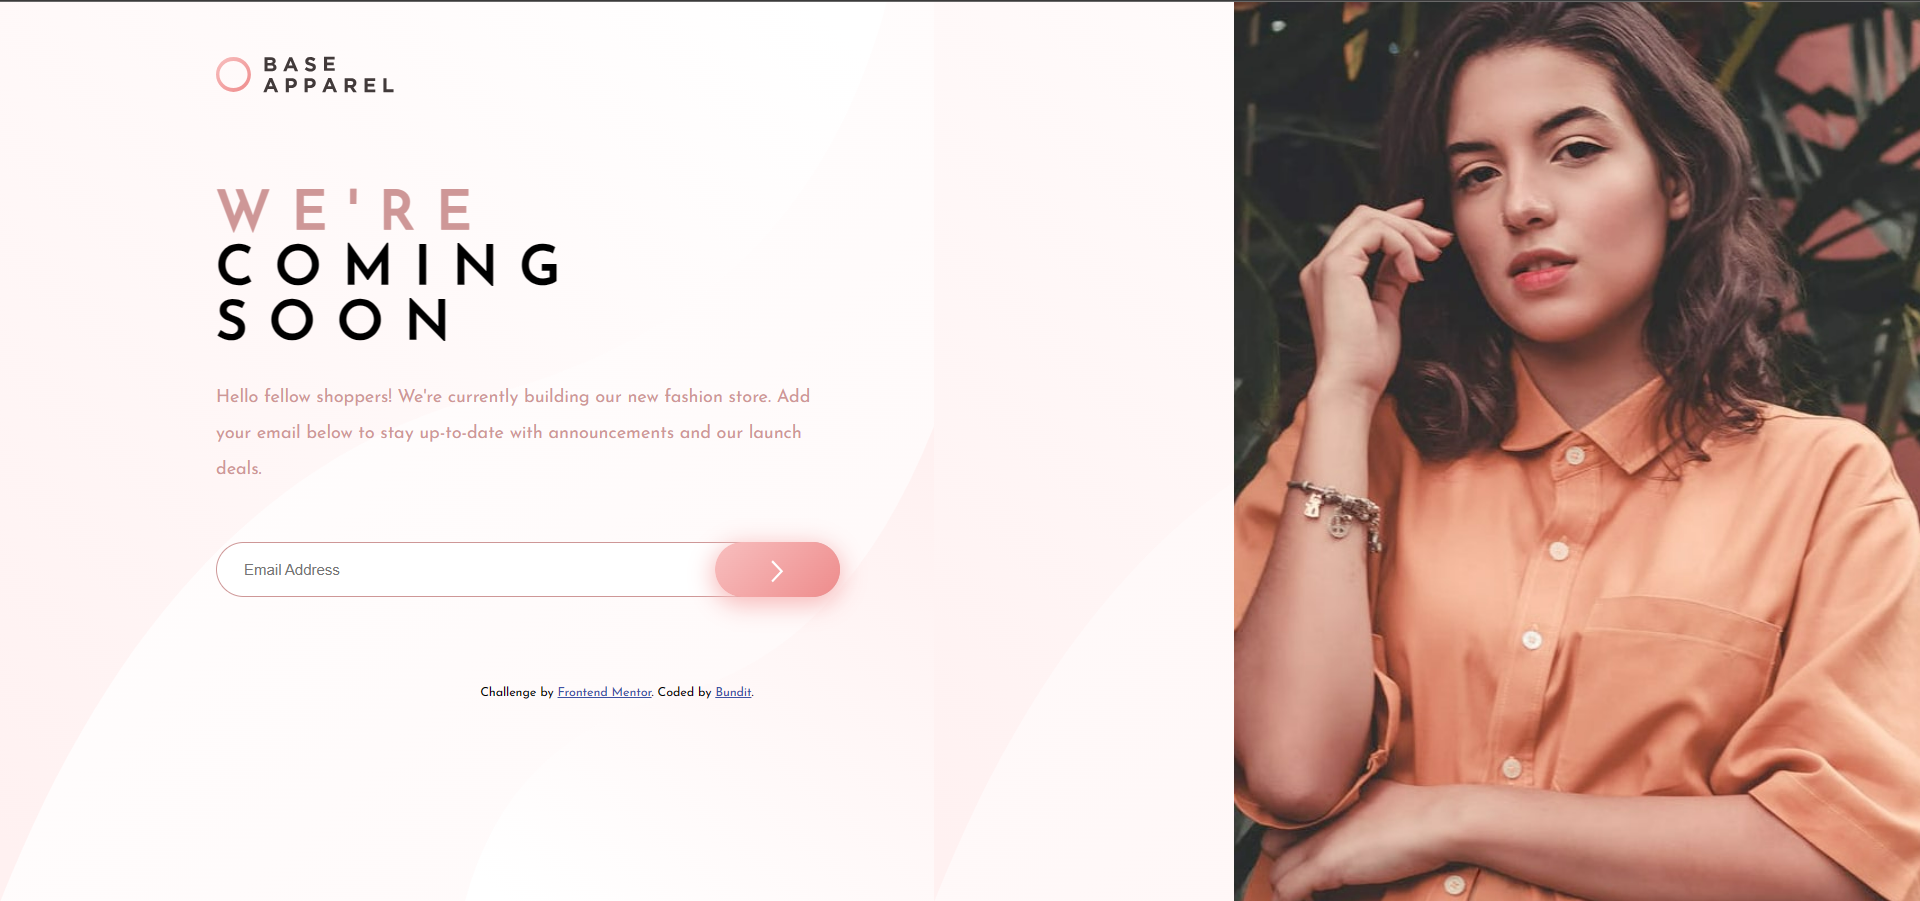 BASE
APPAREL
WE'RE
COMING
SOON
Hello fellow shoppers! We're currently building our new fashion store. Add
your email below to stay up-to-date with announcements and our launch
deals.
Email Address
Challenge by Frontend Mentor. Coded by Bundit.